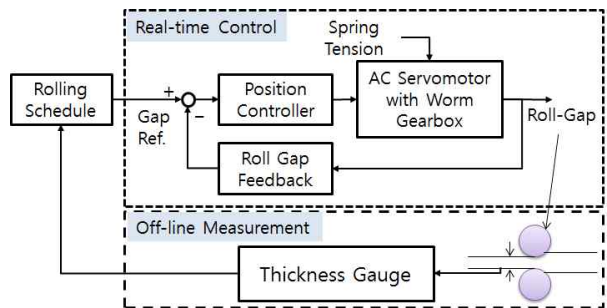 Real-time Control
Spring
Tension
Rolling
Schedule
+
−
Gap
Ref.
Position
Controller
AC Servomotor
with Worm
Gearbox
Roll-Gap
Roll Gap
Feedback
Off-line Measurement
Thickness Gauge